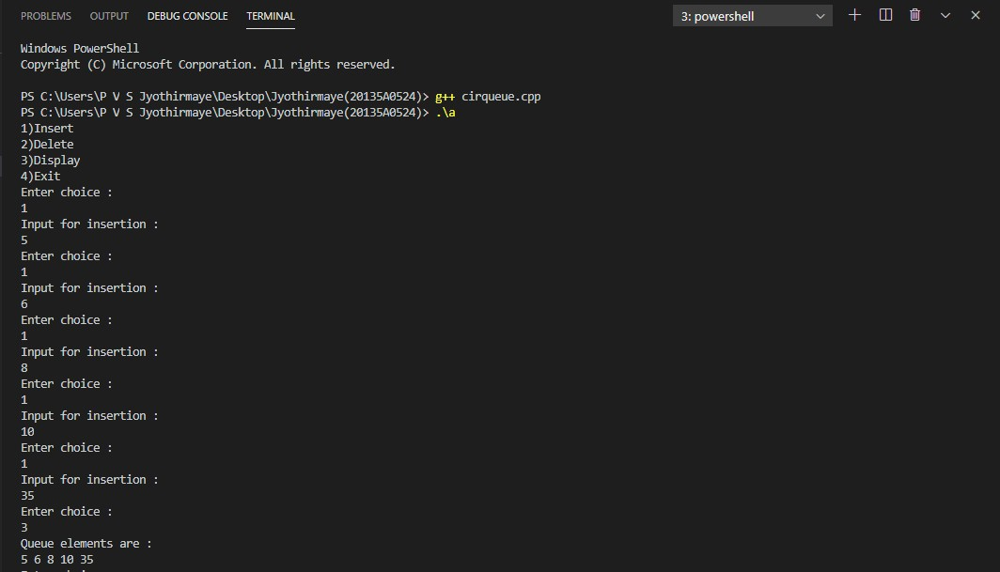 PROBLEMS OUTPUT DEBUG CONSOLE TERMINAL 3: powershell
Windows PowerShell
Copyright (C) Microsoft Corporation. All rights reserved.
PS C:\Users\P V S Jyothirmaye\Desktop\Jyothirmaye(20135A0524)> g++ cirqueue.cpp
PS C:\Users\P V S Jyothirmaye\Desktop\Jyothirmaye(20135A0524)> .\a
1)Insert
2)Delete
3)Display
4)Exit
Enter choice :
1
Input for insertion :
5
Enter choice :
1
Input for insertion :
6
Enter choice :
1
Input for insertion :
8
Enter choice :
1
Input for insertion :
10
Enter choice :
1
Input for insertion :
35
Enter choice :
3
Queue elements are :
5 6 8 10 35